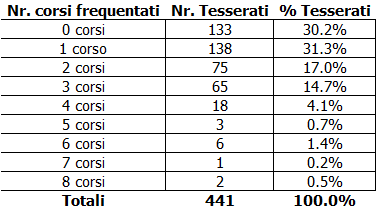 Nr. corsi frequentati Nr. Tesserati % Tesserati
0 corsi 133 30.2%
1 corso 138 31.3%
2 corsi 75 17.0%
3 corsi 65 14.7%
4 corsi 18 4.1%
5 corsi 3 0.7%
6 corsi 6 1.4%
7 corsi 1 0.2%
8 corsi 2 0.5%
Totali 441 100.0%